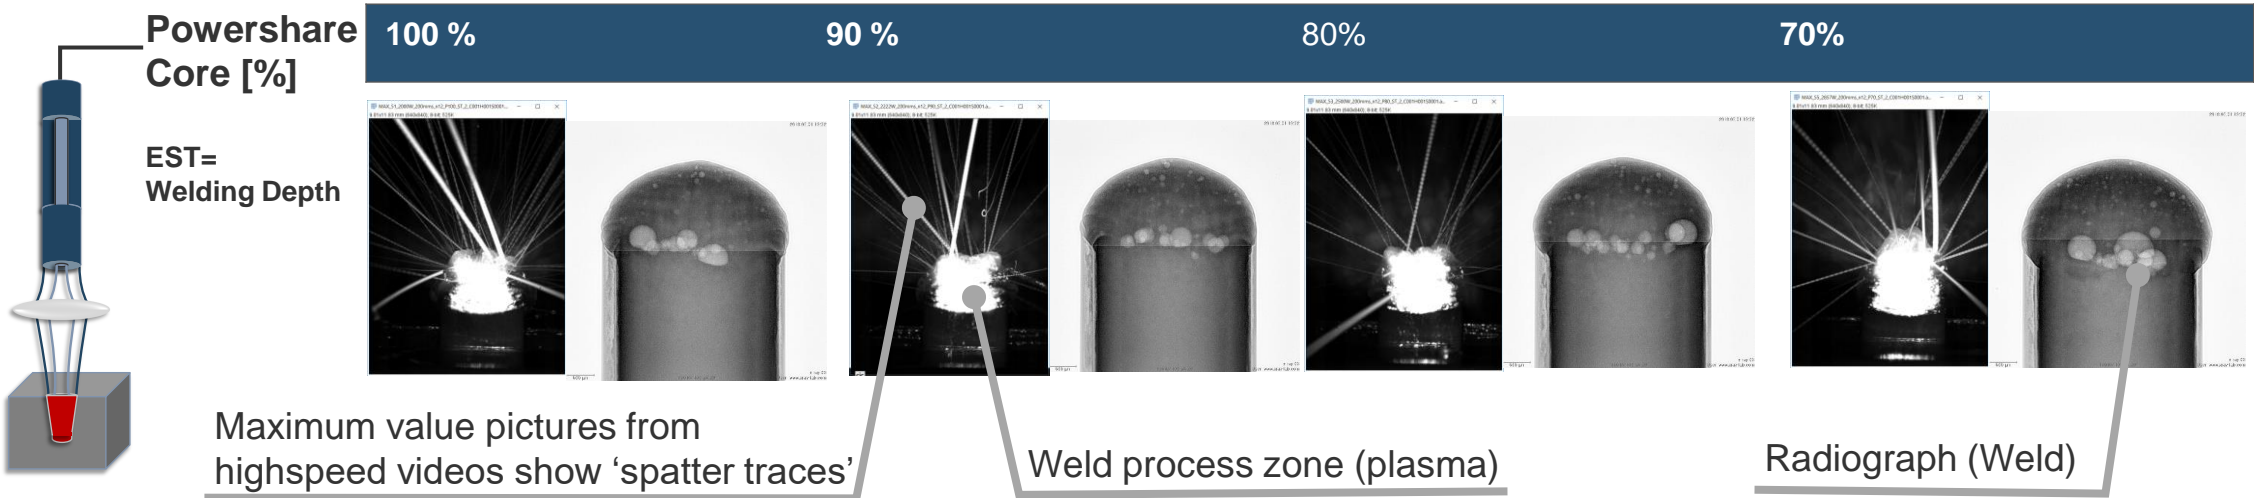 Powershare
Core [%]
100 %
90 %
80%
70%
EST=
Welding Depth
Maximum value pictures from
highspeed videos show ‘spatter traces’
Weld process zone (plasma)
Radiograph (Weld)